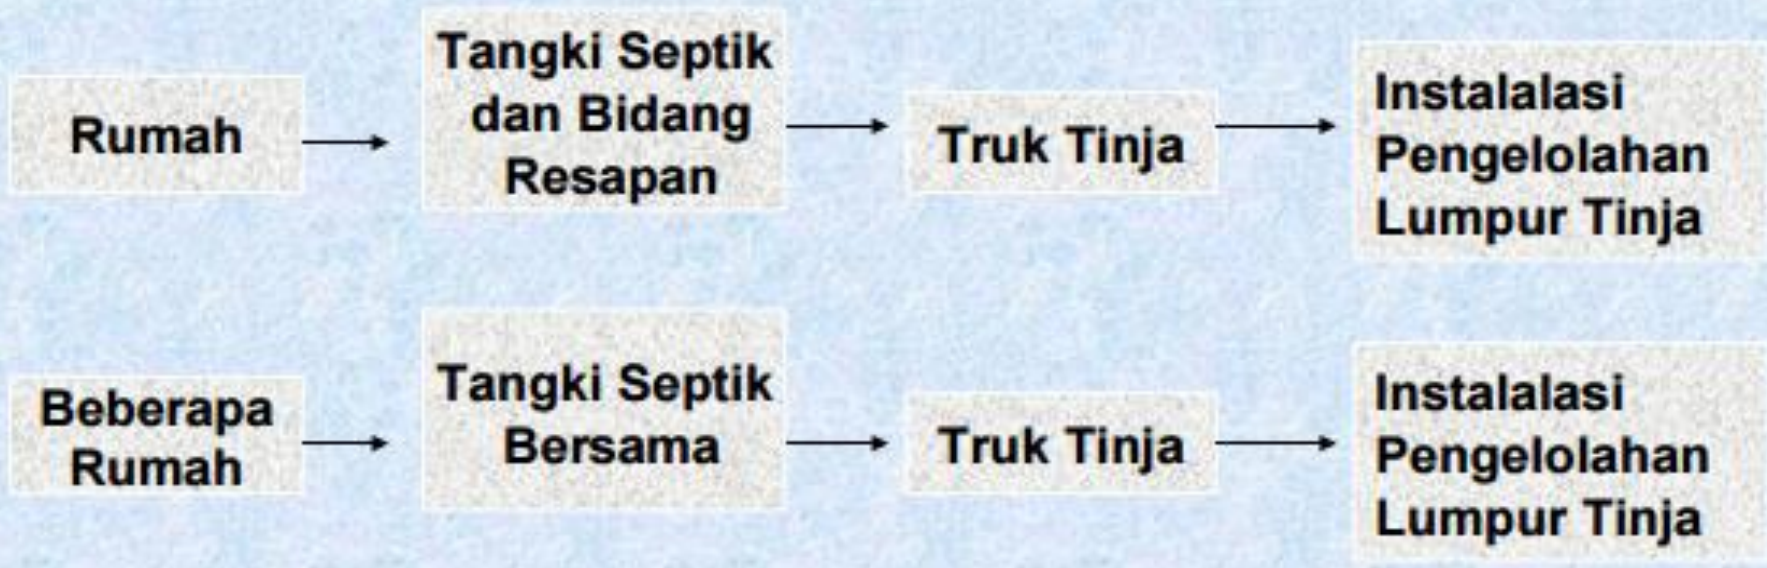 Rumah
Tangki Septik
dan Bidang
Resapan
Truk Tinja
Instalalasi
Pengelolahan
Lumpur Tinja
Beberapa
Rumah
Tangki Septik
Bersama
Truk Tinja
Instalalasi
Pengelolahan
Lumpur Tinja